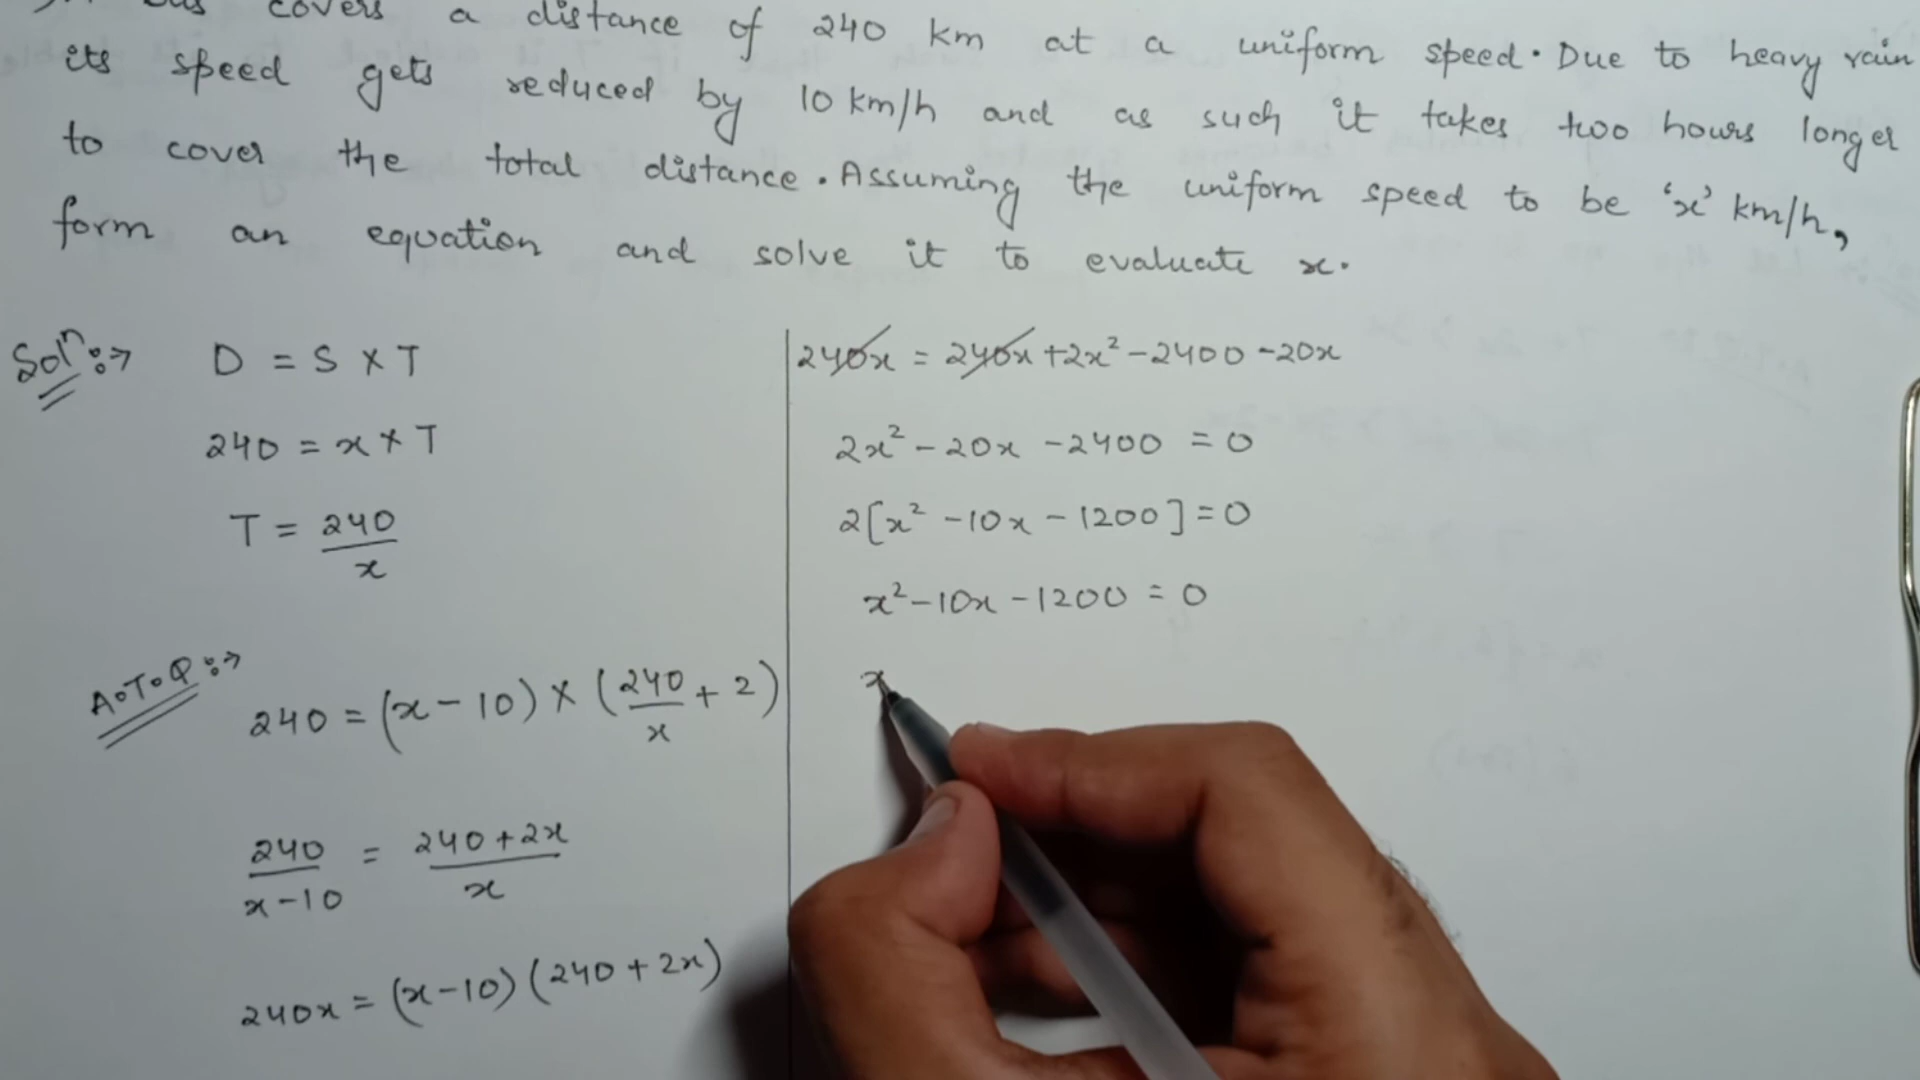 covers a distance of 240 km at a uniform speed. Due to heavy rain
its speed gets reduced by 10 km/h and as such it takes two hours longer
to cover the total distance. Assuming the uniform speed to be 'x' km/h,
form an equation and solve it to evaluate x.
Solⁿ:→ D = S × T
240 = x × T
T = 240/x
A.T.Q:→ 240 = (x - 10) × (240/x + 2)
240/x-10 = 240+2x/x
240x = (x-10)(240+2x)
240x = 240x +2x² -2400 -20x
2x² - 20x - 2400 = 0
2[x² - 10x - 1200] = 0
x² - 10x - 1200 = 0
x